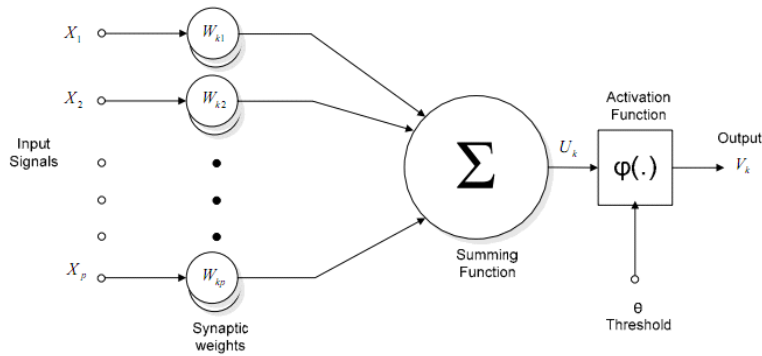 X1
Wk1
X2
Wk2
Input
Signals
Xp
Wkp
Synaptic
weights
Σ
Summing
Function
Uk
Activation
Function
φ(.)
Output
Vk
θ
Threshold